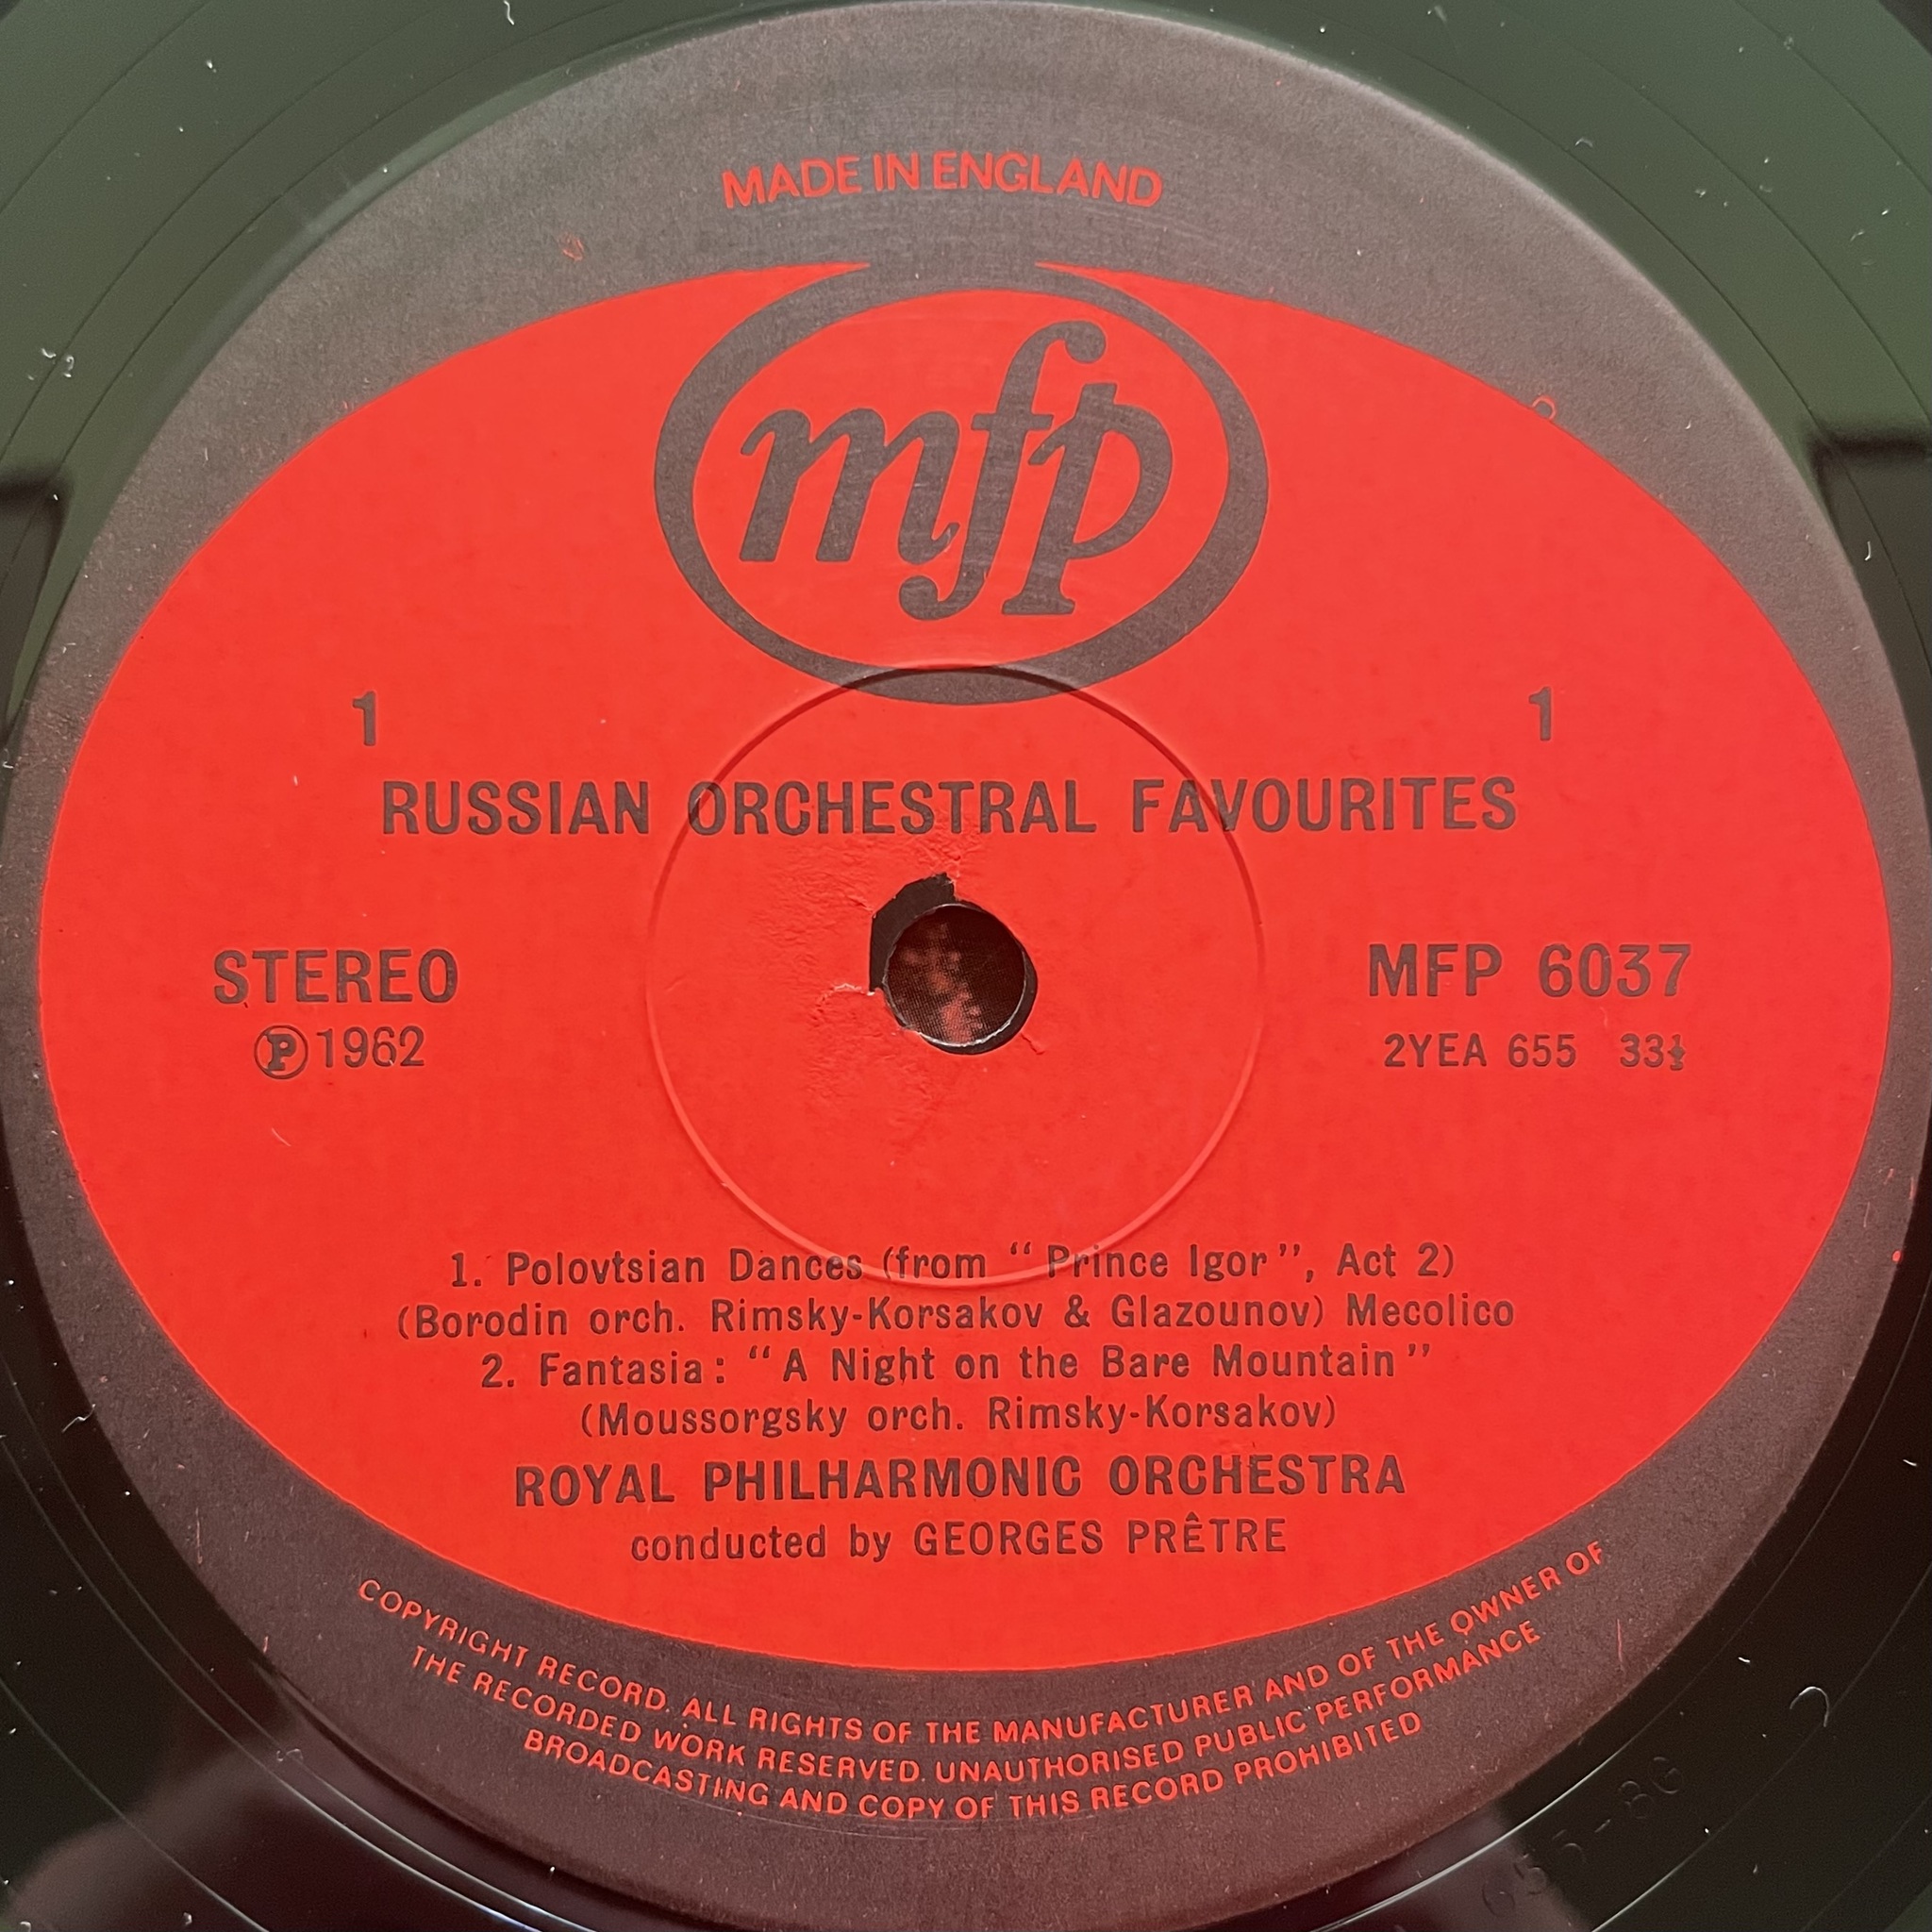 MADE IN ENGLAND
mfp
1 1
RUSSIAN ORCHESTRAL FAVOURITES
STEREO MFP 6037
Ⓟ1962 2YEA 655 33⅓
1. Polovtsian Dances (from “Prince Igor”, Act 2)
(Borodin orch. Rimsky-Korsakov & Glazounov) Mecolico
2. Fantasia: “A Night on the Bare Mountain”
(Moussorgsky orch. Rimsky-Korsakov)
ROYAL PHILHARMONIC ORCHESTRA
conducted by GEORGES PRÊTRE
COPYRIGHT RECORD. ALL RIGHTS OF THE MANUFACTURER AND OF THE OWNER OF
THE RECORDED WORK RESERVED. UNAUTHORISED PUBLIC PERFORMANCE
BROADCASTING AND COPY OF THIS RECORD PROHIBITED